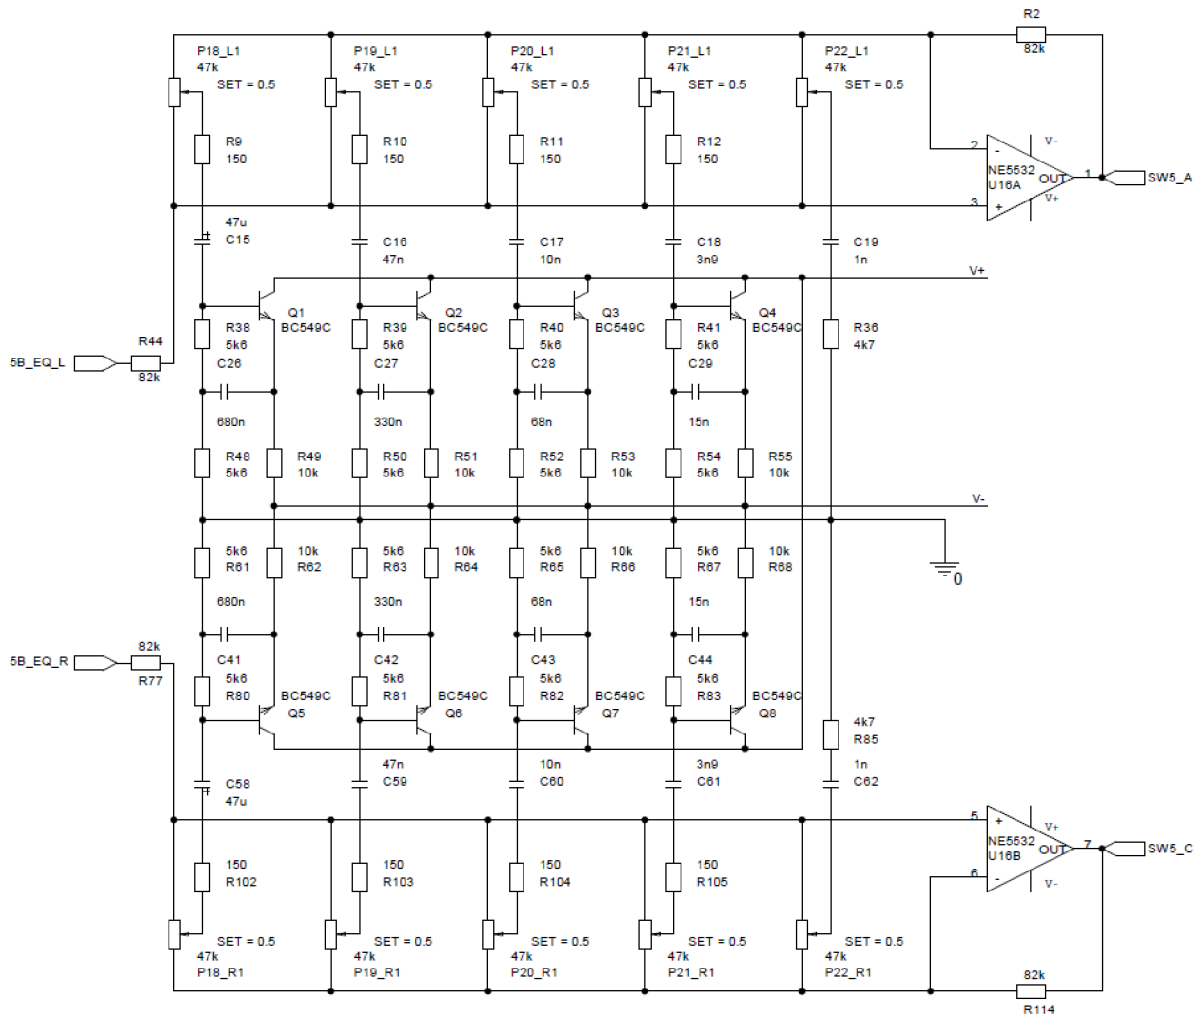 R2
82k
P18_L1
47k
SET = 0.5
P19_L1
47k
SET = 0.5
P20_L1
47k
SET = 0.5
P21_L1
47k
SET = 0.5
P22_L1
47k
SET = 0.5
R9
150
R10
150
R11
150
R12
150
2
-
V-
NE5532
U16A
OUT
1
SW5_A
V+
3
+
47u
+
C15
C16
47n
C17
10n
C18
3n9
C19
1n
V+
Q1
BC549C
Q2
BC549C
Q3
BC549C
Q4
BC549C
R38
5k6
R39
5k6
R40
5k6
R41
5k6
R36
4k7
5B_EQ_L
R44
82k
C26
680n
C27
330n
C28
68n
C29
15n
R48
5k6
R49
10k
R50
5k6
R51
10k
R52
5k6
R53
10k
R54
5k6
R55
10k
V-
0
5k6
R61
10k
R62
5k6
R63
10k
R64
5k6
R65
10k
R66
5k6
R67
10k
R68
680n
C41
330n
C42
68n
C43
15n
C44
5B_EQ_R
82k
R77
5k6
R80
5k6
R81
5k6
R82
5k6
R83
BC549C
Q5
BC549C
Q6
BC549C
Q7
BC549C
Q8
4k7
R85
C58
+
47u
47n
C59
10n
C60
3n9
C61
1n
C62
5
+
V+
NE5532
U16B
OUT
7
SW5_C
6
-
V-
150
R102
150
R103
150
R104
150
R105
SET = 0.5
47k
P18_R1
SET = 0.5
47k
P19_R1
SET = 0.5
47k
P20_R1
SET = 0.5
47k
P21_R1
SET = 0.5
47k
P22_R1
82k
R114